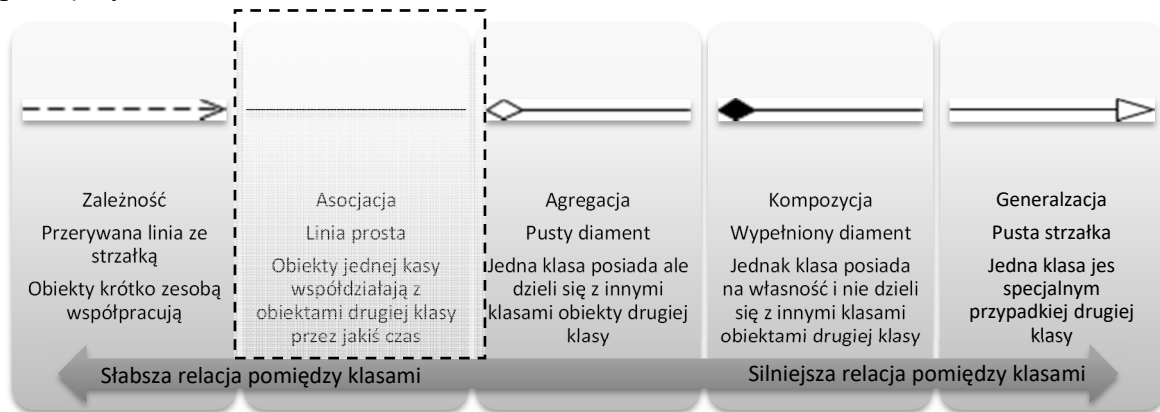 Zależność
Przerywana linia ze
strzałką
Obiekty krótko zesobą
współpracują
Asocjacja
Linia prosta
Obiekty jednej kasy
współdziałają z
obiektami drugiej klasy
przez jakiś czas
Agregacja
Pusty diament
Jedna klasa posiada ale
dzieli się z innymi
klasami obiekty drugiej
klasy
Kompozycja
Wypełniony diament
Jednak klasa posiada
na własność i nie dzieli
się z innymi klasami
obiektami drugiej klasy
Generalzacja
Pusta strzałka
Jedna klasa jes
specjalnym
przypadkiej drugiej
klasy
Słabsza relacja pomiędzy klasami
Silniejsza relacja pomiędzy klasami